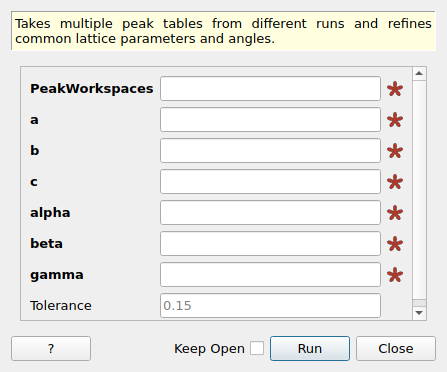 Takes multiple peak tables from different runs and refines
common lattice parameters and angles.
PeakWorkspaces
a
b
c
alpha
beta
gamma
Tolerance 0.15
? Keep Open Run Close